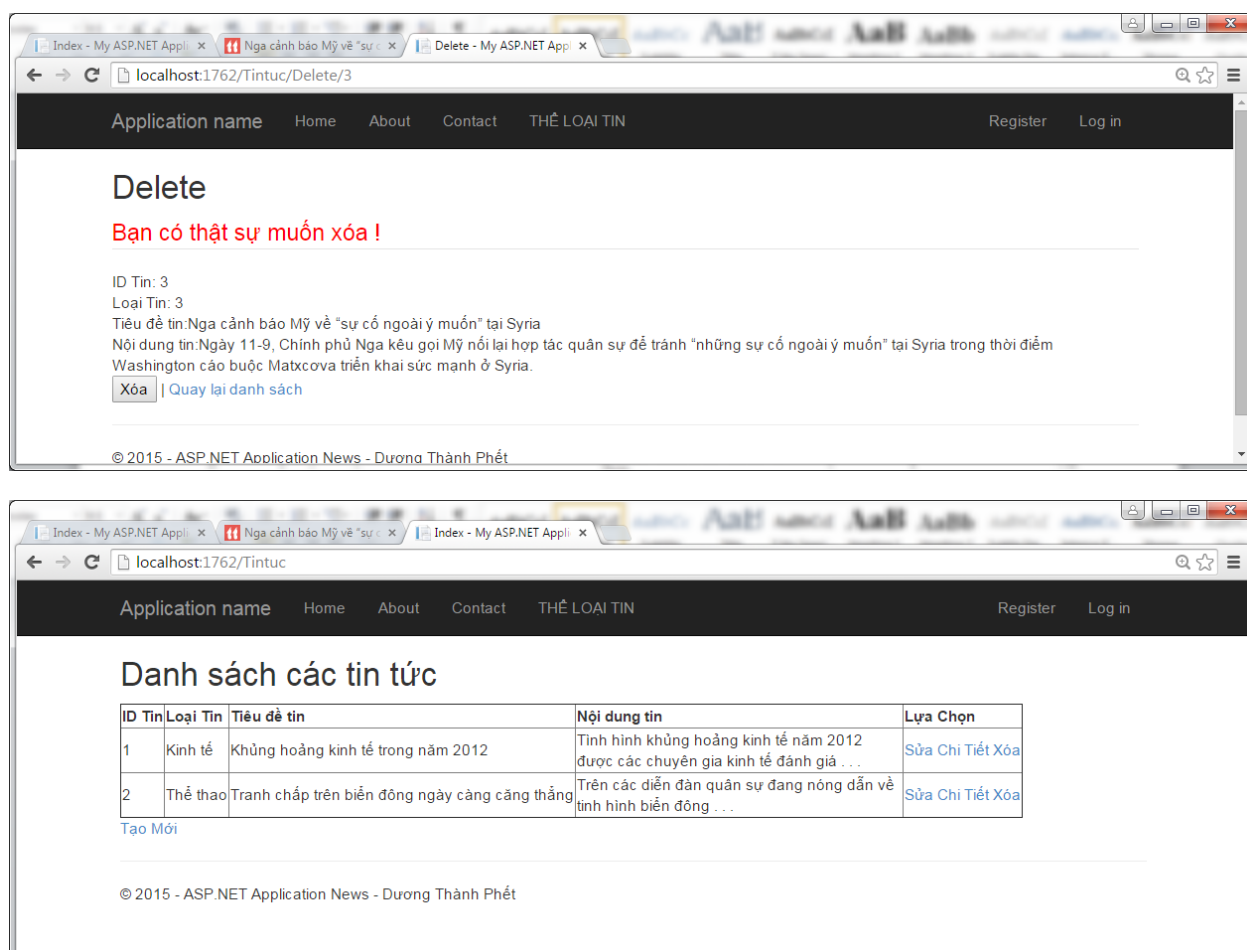 Index - My ASP.NET Appli
Nga cảnh báo Mỹ về "sự c
Delete - My ASP.NET Appl
localhost:1762/Tintuc/Delete/3
Application name Home About Contact THỂ LOẠI TIN Register Log in
Delete
Bạn có thật sự muốn xóa !
ID Tin: 3
Loại Tin: 3
Tiêu đề tin:Nga cảnh báo Mỹ về “sự cố ngoài ý muốn” tại Syria
Nội dung tin:Ngày 11-9, Chính phủ Nga kêu gọi Mỹ nối lại hợp tác quân sự để tránh “những sự cố ngoài ý muốn” tại Syria trong thời điểm
Washington cáo buộc Matxcơva triển khai sức mạnh ở Syria.
Xóa | Quay lại danh sách
© 2015 - ASP.NET Application News - Dương Thành Phết
Index - My ASP.NET Appli
Nga cảnh báo Mỹ về "sự c
Index - My ASP.NET Appli
localhost:1762/Tintuc
Application name Home About Contact THỂ LOẠI TIN Register Log in
Danh sách các tin tức
ID Tin Loại Tin Tiêu đề tin Nội dung tin Lựa Chọn
1 Kinh tế Khủng hoảng kinh tế trong năm 2012 Tình hình khủng hoảng kinh tế năm 2012
được các chuyên gia kinh tế đánh giá . . . Sửa Chi Tiết Xóa
2 Thể thao Tranh chấp trên biển đông ngày càng căng thẳng Trên các diễn đàn quân sự đang nóng dẫn về
tinh hình biển đông . . . Sửa Chi Tiết Xóa
Tạo Mới
© 2015 - ASP.NET Application News - Dương Thành Phết